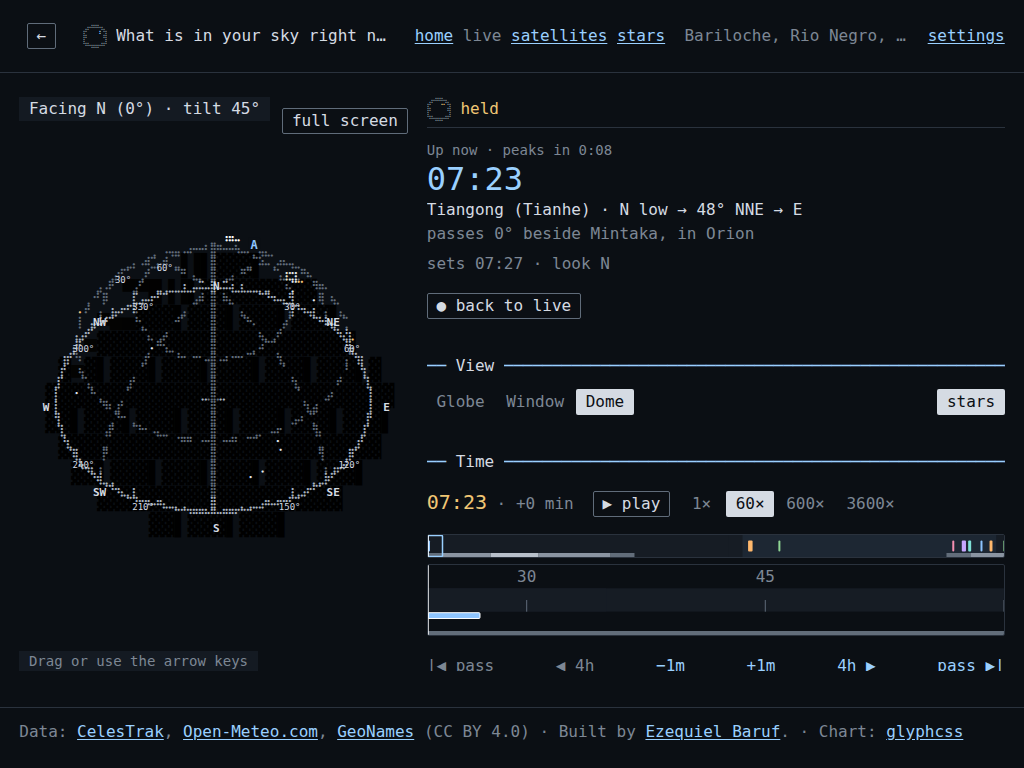 ←
What is in your sky right n…
home live satellites stars
Bariloche, Rio Negro, …
settings
Facing N (0°) · tilt 45°
full screen
held
Up now · peaks in 0:08
07:23
Tiangong (Tianhe) · N low → 48° NNE → E
passes 0° beside Mintaka, in Orion
sets 07:27 · look N
● back to live
A
60°
30°
N
330°
30°
NW
NE
300°
60°
W
E
240°
120°
SW
SE
210°
150°
S
View
Globe Window Dome
stars
Time
07:23 · +0 min
▶ play
1× 60× 600× 3600×
30 45
|◀ pass ◀ 4h −1m +1m 4h ▶ pass ▶|
Drag or use the arrow keys
Data: CelesTrak, Open-Meteo.com, GeoNames (CC BY 4.0) · Built by Ezequiel Baruf. · Chart: glyphcss